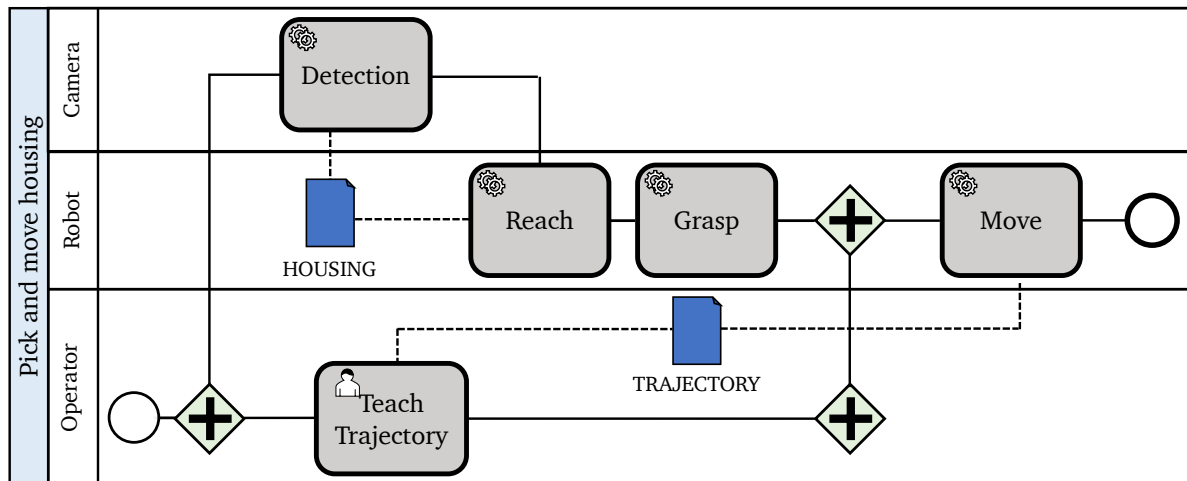 Pick and move housing
Camera
Detection
Robot
HOUSING
Reach
Grasp
Move
Operator
Teach
Trajectory
TRAJECTORY